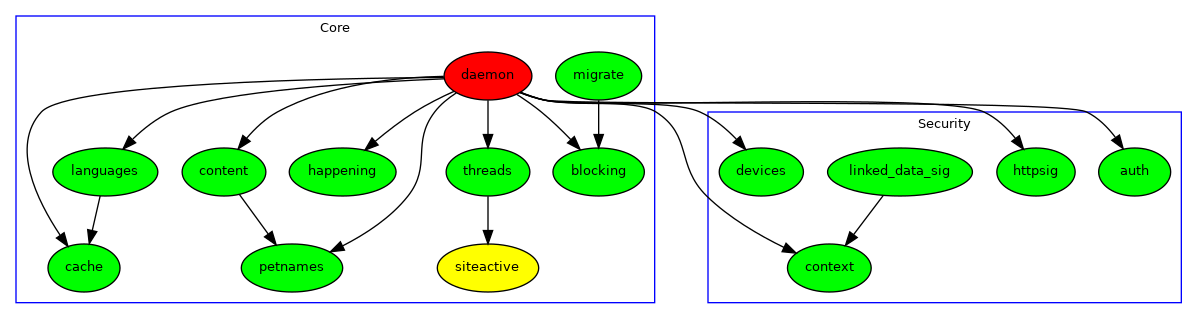 Core
daemon
migrate
Security
languages
content
happening
threads
blocking
devices
linked_data_sig
httpsig
auth
cache
petnames
siteactive
context